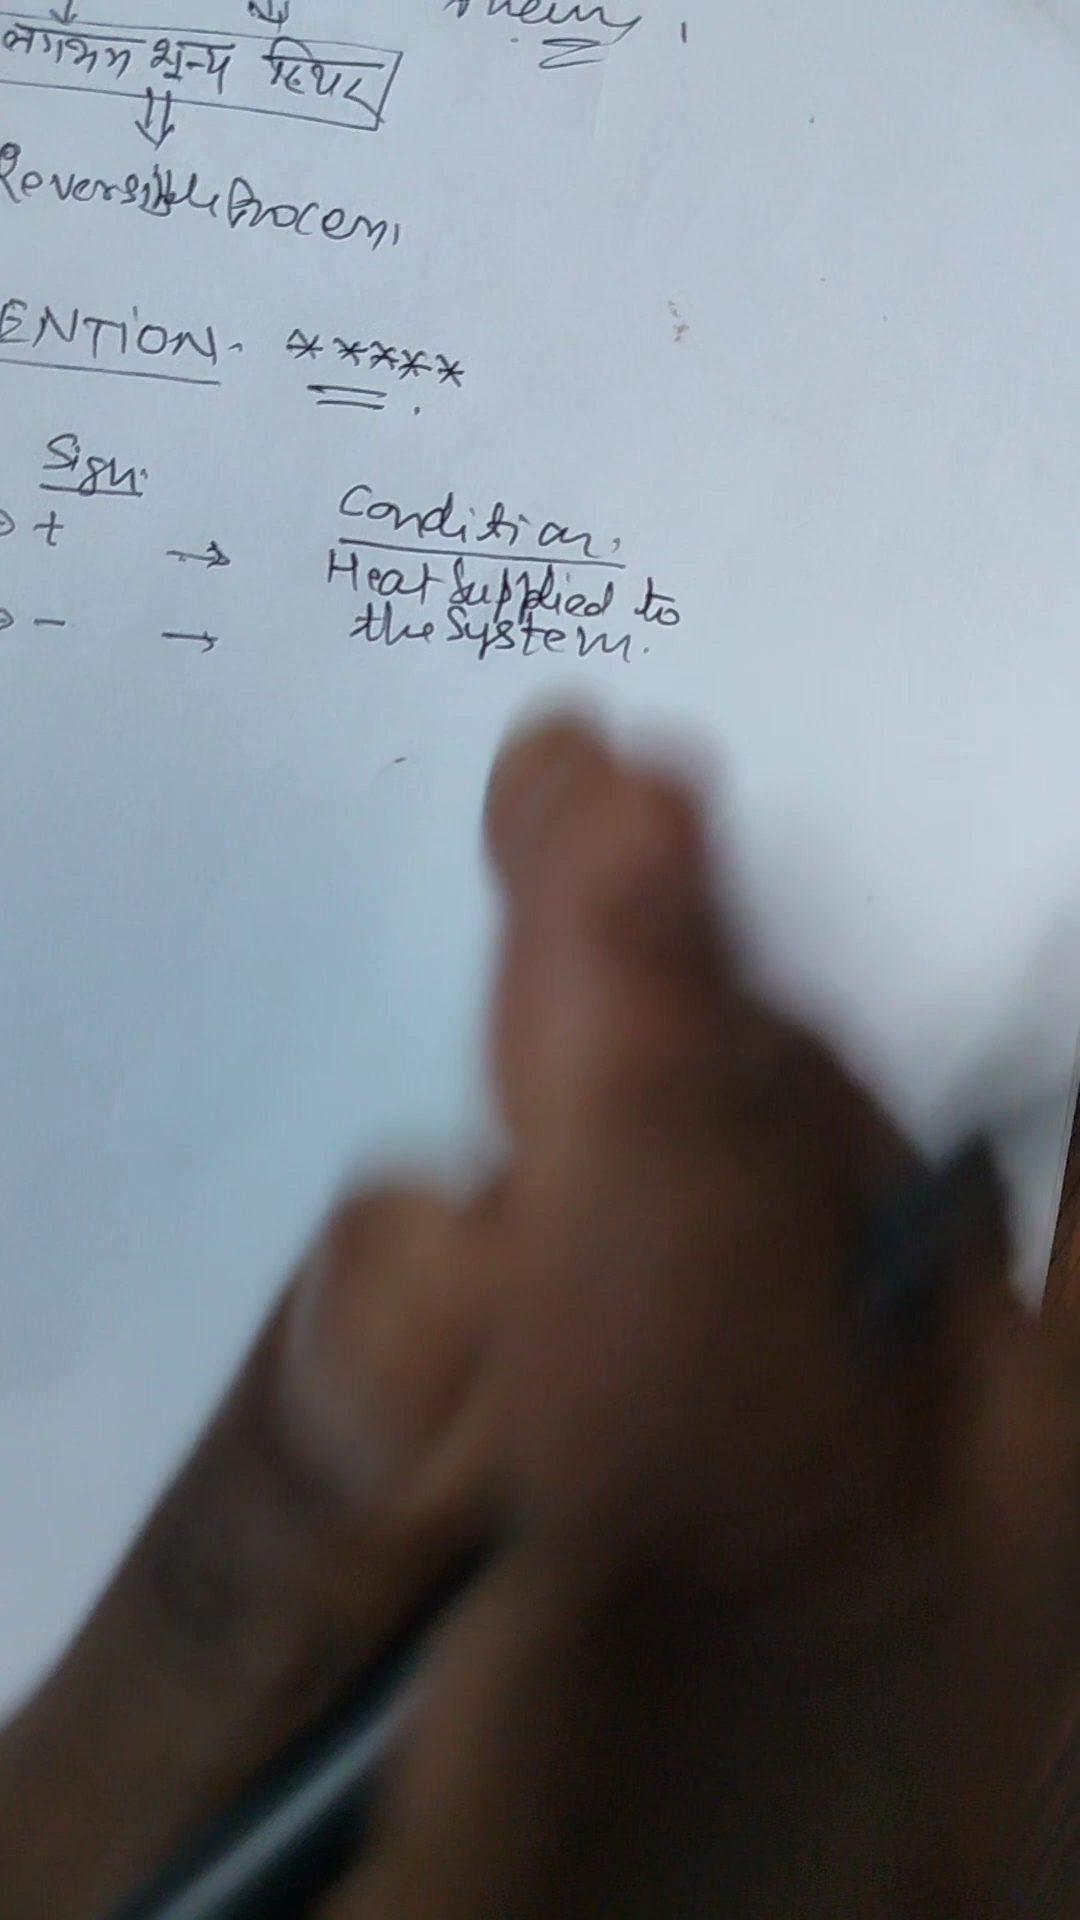 लगभग शून्य स्थिर
⇓
Reversible Process,
ENTION. *****
Sign.
Condition,
+ → Heat Supplied to
the System.
- →